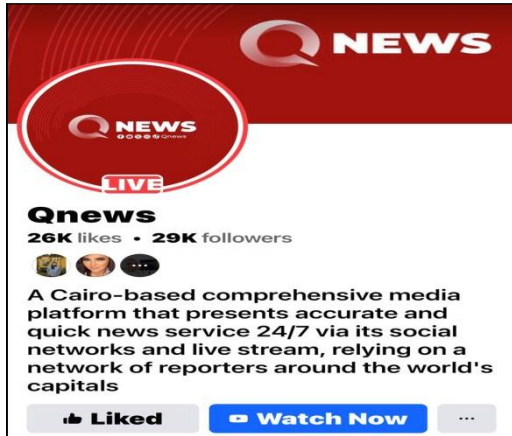 Q NEWS
Q NEWS
Qnews
LIVE
Qnews
26K likes • 29K followers
A Cairo-based comprehensive media
platform that presents accurate and
quick news service 24/7 via its social
networks and live stream, relying on a
network of reporters around the world's
capitals
Liked
Watch Now